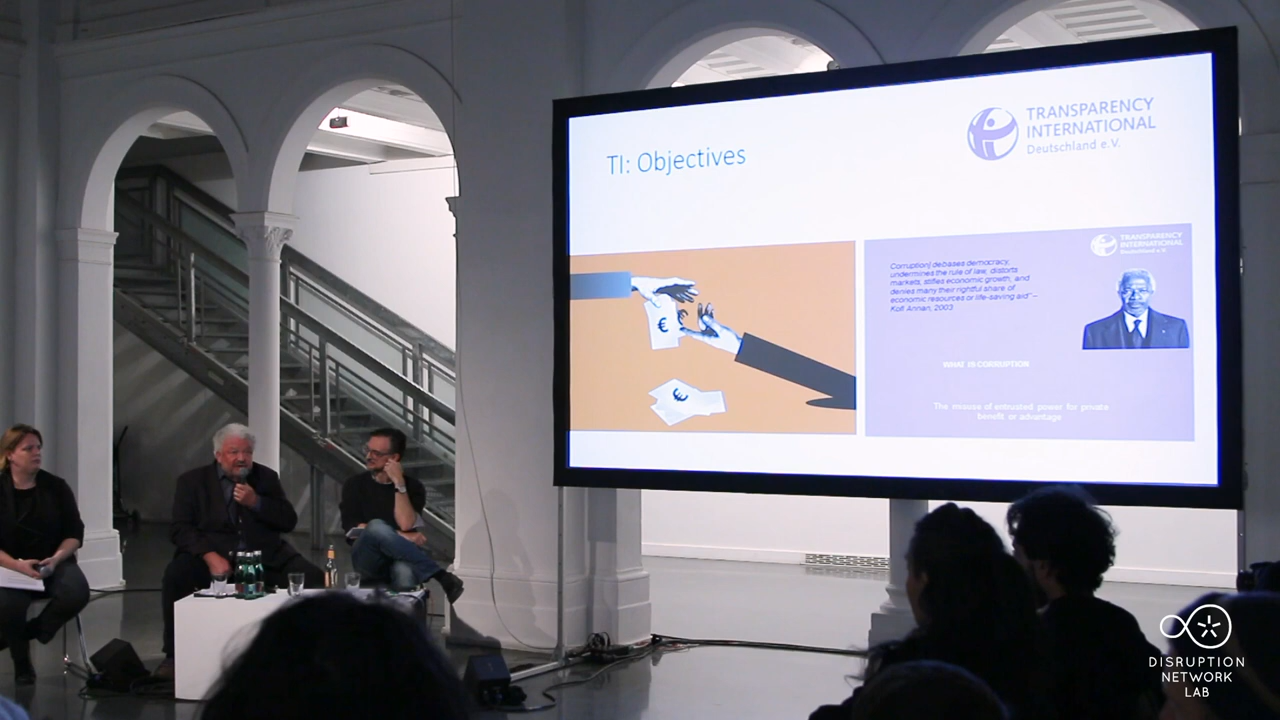 TI: Objectives
TRANSPARENCY
INTERNATIONAL
Deutschland e.V.
€
€
Corruption] debases democracy,
undermines the rule of law, distorts
markets, stifles economic growth, and
denies many their rightful share of
economic resources or life-saving aid" –
Kofi Annan, 2003
TRANSPARENCY
INTERNATIONAL
Deutschland e.V.
WHAT IS CORRUPTION
The misuse of entrusted power for private
benefit or advantage
DISRUPTION
NETWORK
LAB